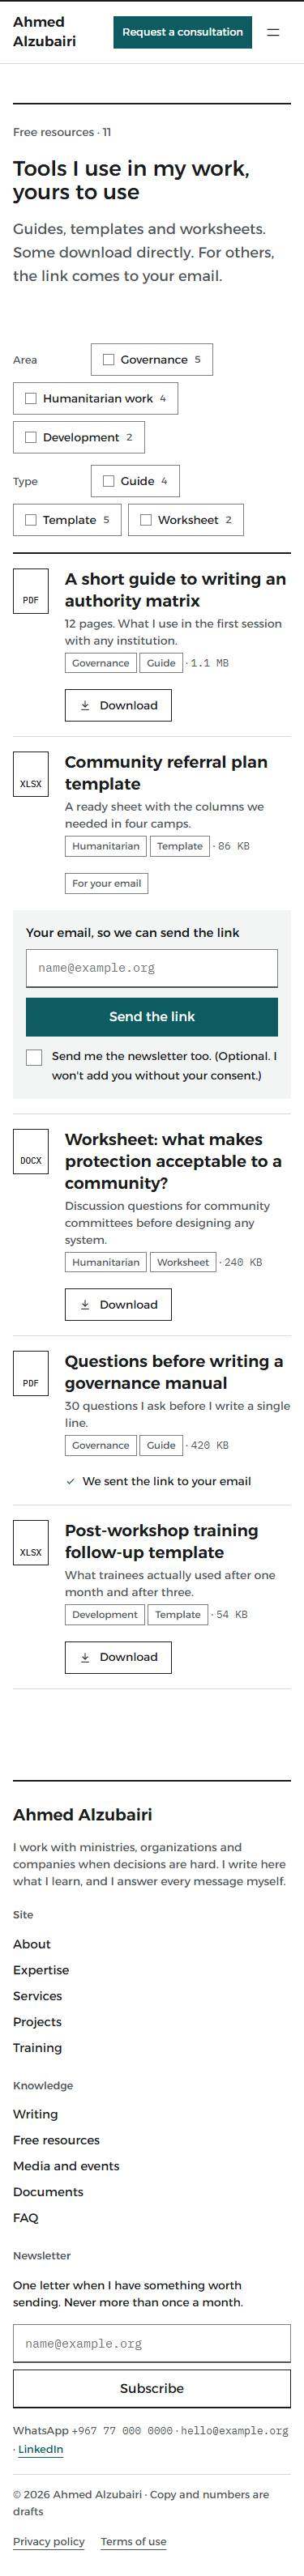 Ahmed
Alzubairi
Request a consultation
Free resources · 11
Tools I use in my work,
yours to use
Guides, templates and worksheets.
Some download directly. For others,
the link comes to your email.
Area
Governance 5
Humanitarian work 4
Development 2
Type
Guide 4
Template 5
Worksheet 2
PDF
A short guide to writing an
authority matrix
12 pages. What I use in the first session
with any institution.
Governance Guide · 1.1 MB
Download
XLSX
Community referral plan
template
A ready sheet with the columns we
needed in four camps.
Humanitarian Template · 86 KB
For your email
Your email, so we can send the link
name@example.org
Send the link
Send me the newsletter too. (Optional. I
won't add you without your consent.)
DOCX
Worksheet: what makes
protection acceptable to a
community?
Discussion questions for community
committees before designing any
system.
Humanitarian Worksheet · 240 KB
Download
PDF
Questions before writing a
governance manual
30 questions I ask before I write a single
line.
Governance Guide · 420 KB
We sent the link to your email
XLSX
Post-workshop training
follow-up template
What trainees actually used after one
month and after three.
Development Template · 54 KB
Download
Ahmed Alzubairi
I work with ministries, organizations and
companies when decisions are hard. I write here
what I learn, and I answer every message myself.
Site
About
Expertise
Services
Projects
Training
Knowledge
Writing
Free resources
Media and events
Documents
FAQ
Newsletter
One letter when I have something worth
sending. Never more than once a month.
name@example.org
Subscribe
WhatsApp +967 77 000 0000 · hello@example.org
· LinkedIn
© 2026 Ahmed Alzubairi · Copy and numbers are
drafts
Privacy policy Terms of use